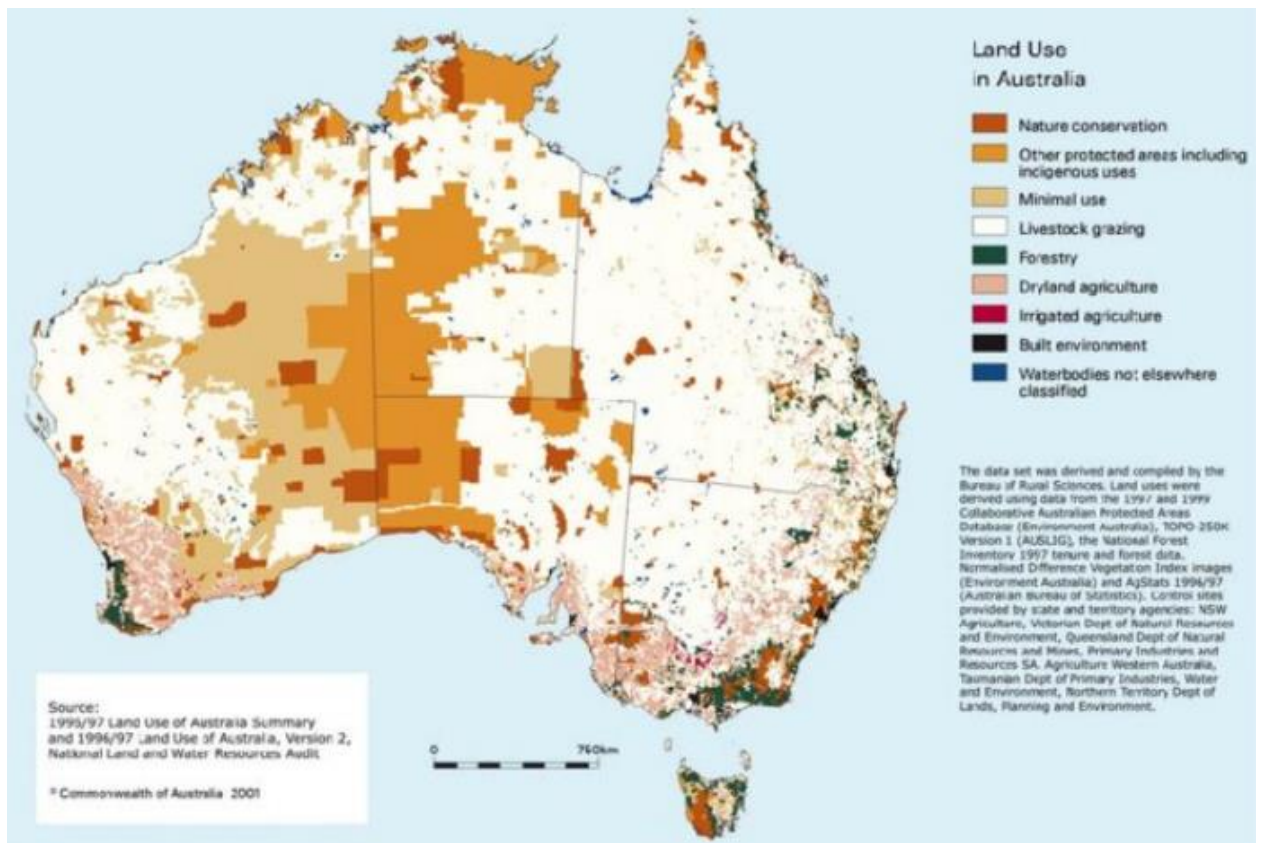 Land Use
in Australia
Nature conservation
Other protected areas including
indigenous uses
Minimal use
Livestock grazing
Forestry
Dryland agriculture
Irrigated agriculture
Built environment
Waterbodies not elsewhere
classified
The data set was derived and compiled by the
Bureau of Rural Sciences. Land uses were
derived using data from the 1997 and 1999
Collaborative Australian Protected Areas
Database (Environment Australia), TOPO 250K
Version 1 (AUSLIG), the National Forest
Inventory 1997 tenure and forest data.
Normalised Difference Vegetation Index images
(Environment Australia) and AgStats 1996/97
(Australian Bureau of Statistics). Control sites
provided by state and territory agencies: NSW
Agriculture, Victorian Dept of Natural Resources
and Environment, Queensland Dept of Natural
Resources and Mines, Primary Industries and
Resources SA. Agriculture Western Australia,
Tasmanian Dept of Primary Industries, Water
and Environment, Northern Territory Dept of
Lands, Planning and Environment.
Source:
Land Use of Australia Summary
and 1996/97 Land Use of Australia, Version 2,
National Land and Water Resources Audit
© Commonwealth of Australia 2001
0
km